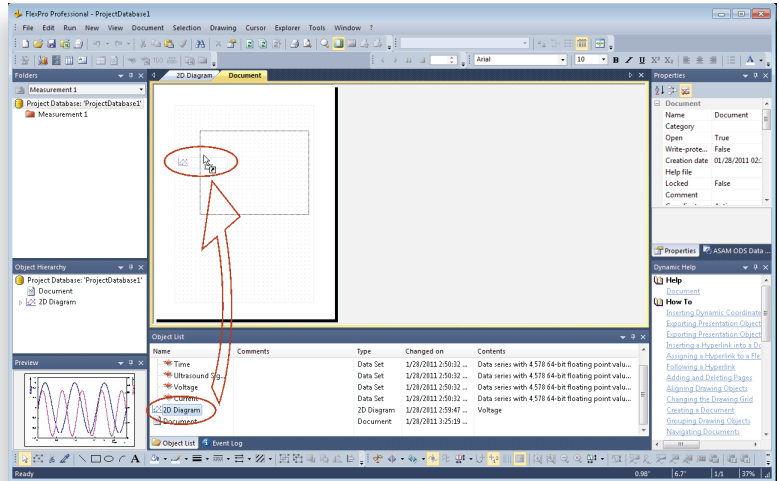 FlexPro Professional - ProjectDatabase1
File Edit Run New View Document Selection Drawing Cursor Explorer Tools Window ?
Arial 10 B Z U X² X₂ A
Folders
Measurement 1
Project Database: 'ProjectDatabase1'
Measurement 1
2D Diagram Document
Properties
Document
Name Document
Category
Open True
Write-prote... False
Creation date 01/28/2011 02:
Help file
Locked False
Comment
Properties ASAM ODS Data ...
Object Hierarchy
Project Database: 'ProjectDatabase1'
Document
2D Diagram
Dynamic Help
Help
Document
How To
Inserting Dynamic Coordinate
Exporting Presentation Object
Exporting Presentation Object
Inserting a Hyperlink into a Do
Assigning a Hyperlink to a Fle
Following a Hyperlink
Adding and Deleting Pages
Aligning Drawing Objects
Changing the Drawing Grid
Creating a Document
Grouping Drawing Objects
Navigating Documents
Object List
Name Comments Type Changed on Contents
Time Data Set 1/28/2011 2:50:32 ... Data series with 4,578 64-bit floating point valu...
Ultrasound Sig... Data Set 1/28/2011 2:50:32 ... Data series with 4,578 64-bit floating point valu...
Voltage Data Set 1/28/2011 2:50:32 ... Data series with 4,578 64-bit floating point valu...
Current Data Set 1/28/2011 2:50:32 ... Data series with 4,578 64-bit floating point valu...
2D Diagram 2D Diagram 1/28/2011 2:59:47 ... Voltage
Document Document 1/28/2011 3:25:19 ...
Object List Event Log
Preview
A
Ready 0.98" 6.7" 1/1 37%